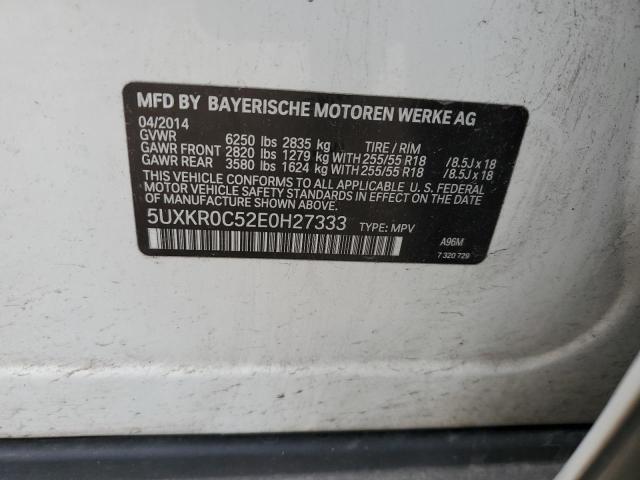 MFD BY BAYERISCHE MOTOREN WERKE AG
04/2014
GVWR 6250 lbs 2835 kg TIRE / RIM
GAWR FRONT 2820 lbs 1279 kg WITH 255/55 R18 /8.5J x 18
GAWR REAR 3580 lbs 1624 kg WITH 255/55 R18 /8.5J x 18
THIS VEHICLE CONFORMS TO ALL APPLICABLE U. S. FEDERAL
MOTOR VEHICLE SAFETY STANDARDS IN EFFECT
ON THE DATE OF MANUFACTURE SHOWN ABOVE.
5UXKR0C52E0H27333 TYPE: MPV
A96M
7 320 729